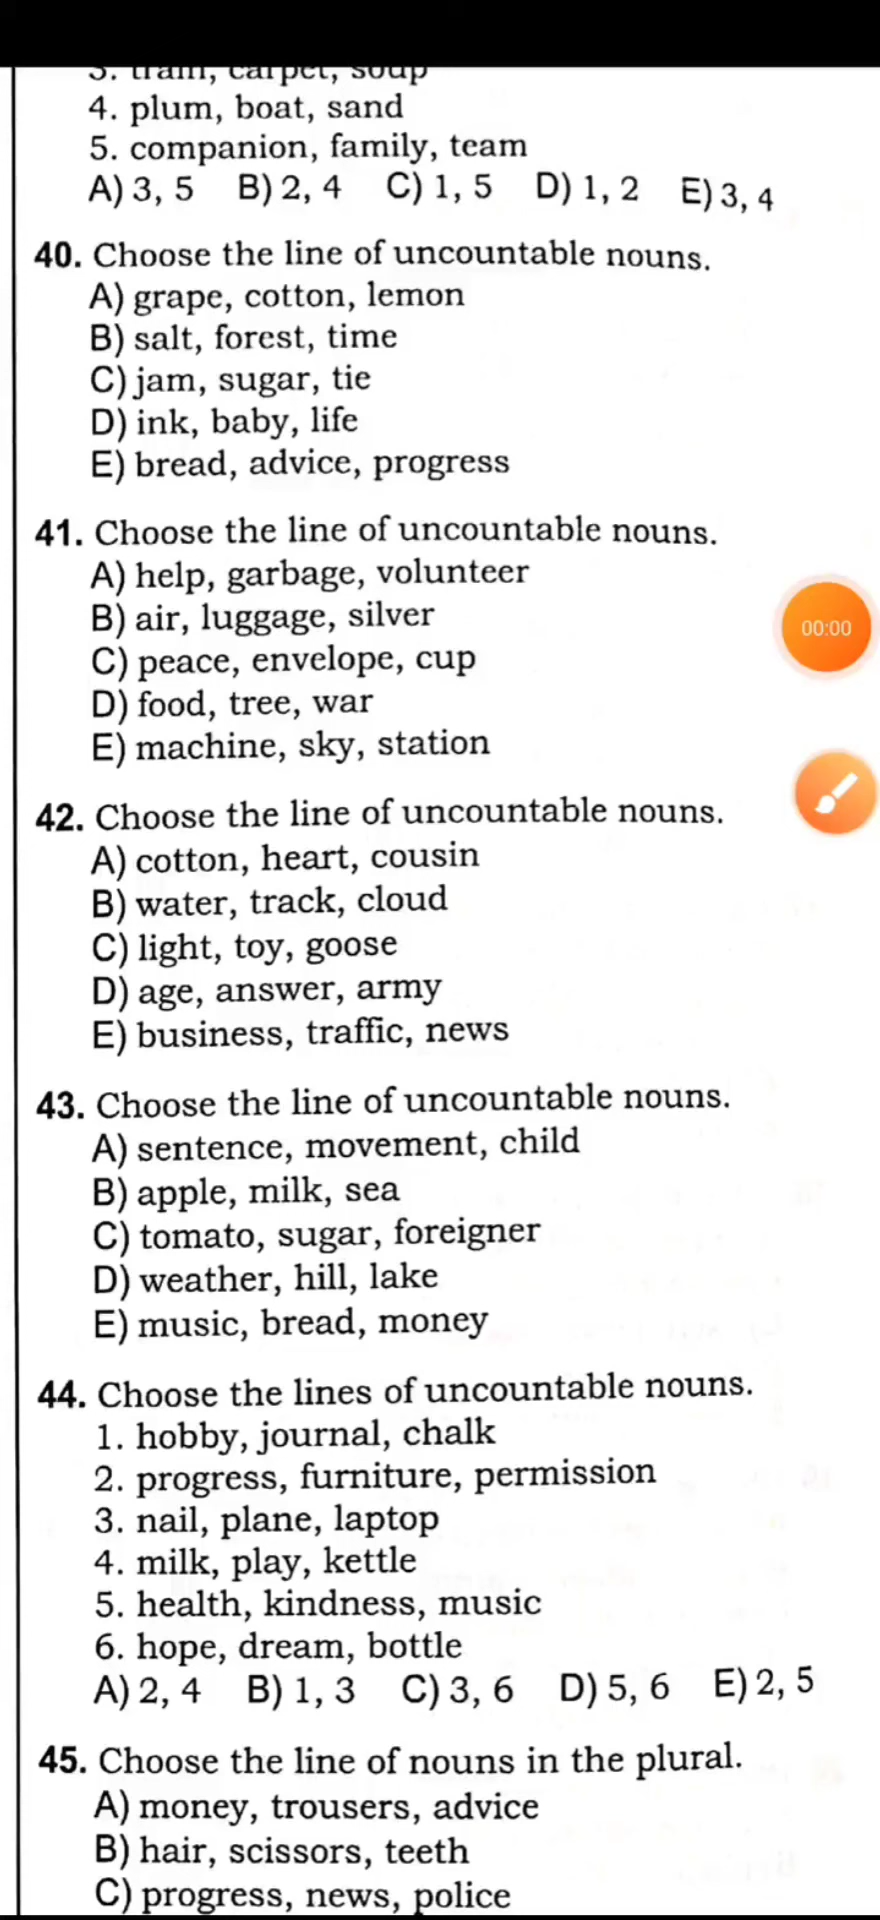 3. tram, carpet, soup
4. plum, boat, sand
5. companion, family, team
A) 3, 5 B) 2, 4 C) 1, 5 D) 1, 2 E) 3, 4
40. Choose the line of uncountable nouns.
A) grape, cotton, lemon
B) salt, forest, time
C) jam, sugar, tie
D) ink, baby, life
E) bread, advice, progress
41. Choose the line of uncountable nouns.
A) help, garbage, volunteer
B) air, luggage, silver
C) peace, envelope, cup
D) food, tree, war
E) machine, sky, station
00:00
42. Choose the line of uncountable nouns.
A) cotton, heart, cousin
B) water, track, cloud
C) light, toy, goose
D) age, answer, army
E) business, traffic, news
43. Choose the line of uncountable nouns.
A) sentence, movement, child
B) apple, milk, sea
C) tomato, sugar, foreigner
D) weather, hill, lake
E) music, bread, money
44. Choose the lines of uncountable nouns.
1. hobby, journal, chalk
2. progress, furniture, permission
3. nail, plane, laptop
4. milk, play, kettle
5. health, kindness, music
6. hope, dream, bottle
A) 2, 4 B) 1, 3 C) 3, 6 D) 5, 6 E) 2, 5
45. Choose the line of nouns in the plural.
A) money, trousers, advice
B) hair, scissors, teeth
C) progress, news, police